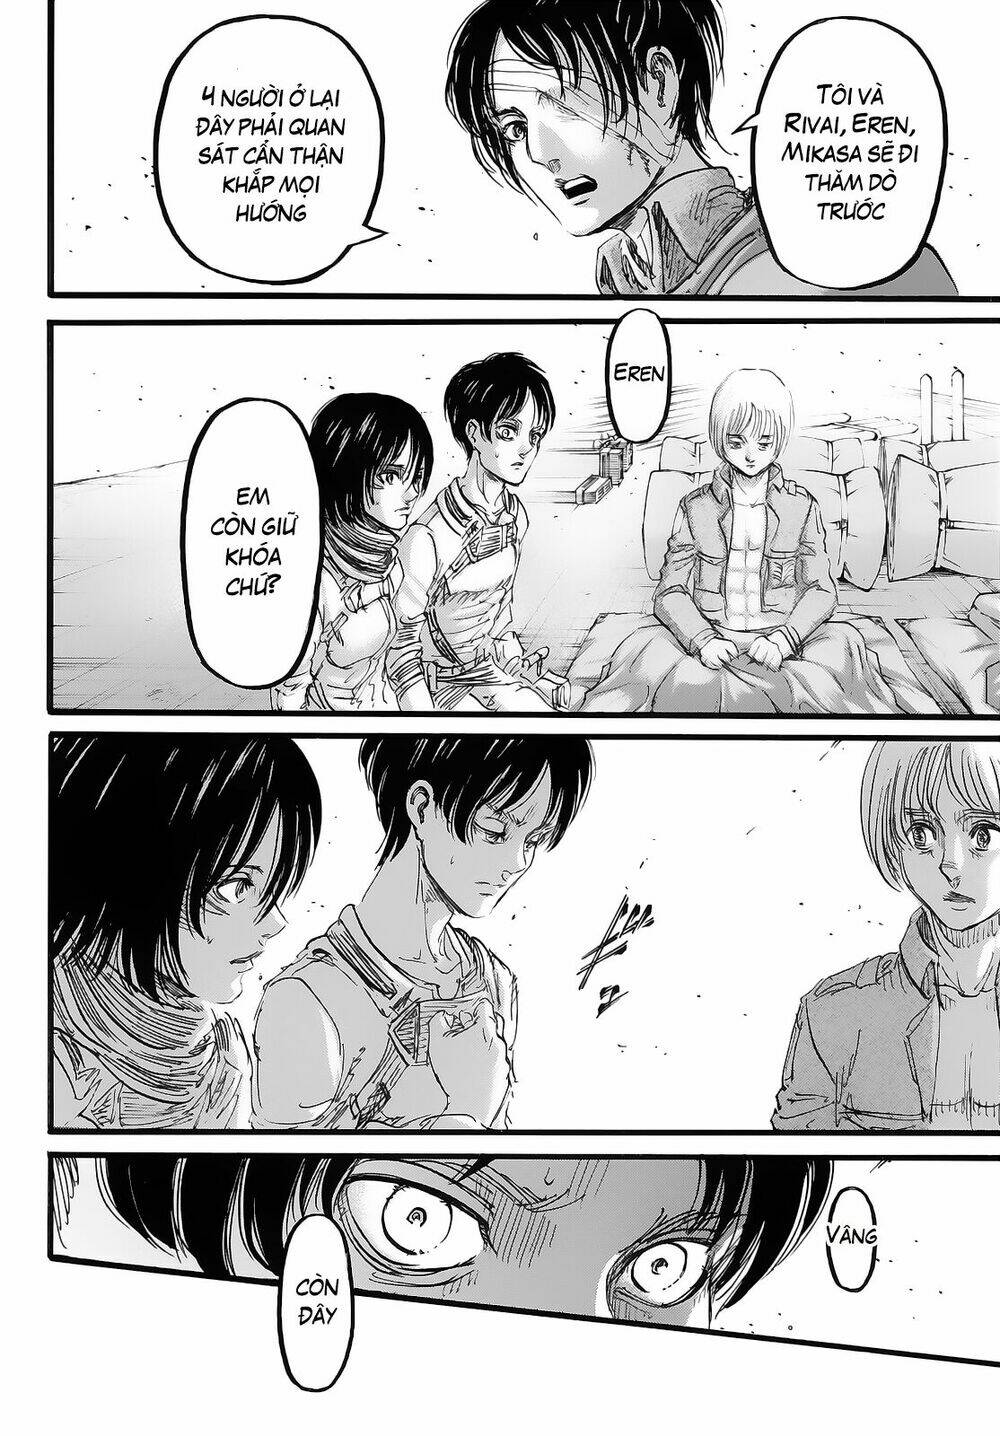 TÔI VÀ
RIVAI, EREN,
MIKASA SẼ ĐI
THĂM DÒ
TRƯỚC
4 NGƯỜI Ở LẠI
ĐÂY PHẢI QUAN
SÁT CẨN THẬN
KHẮP MỌI
HƯỚNG
EREN
EM
CÒN GIỮ
KHÓA
CHỨ?
VÂNG
CÒN
ĐÂY